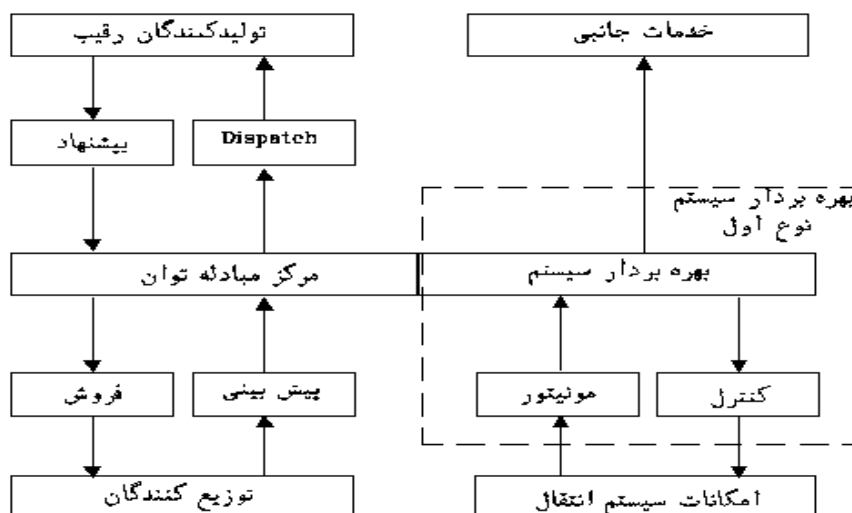 خدمات جانبی
تولیدکنندگان رقیب
Dispatch
پیشنهاد
بهره بردار سیستم
نوع اول
بهره بردار سیستم
مرکز مبادله توان
کنترل
مونیتور
پیش بینی
فروش
امکانات سیستم انتقال
توزیع کنندگان